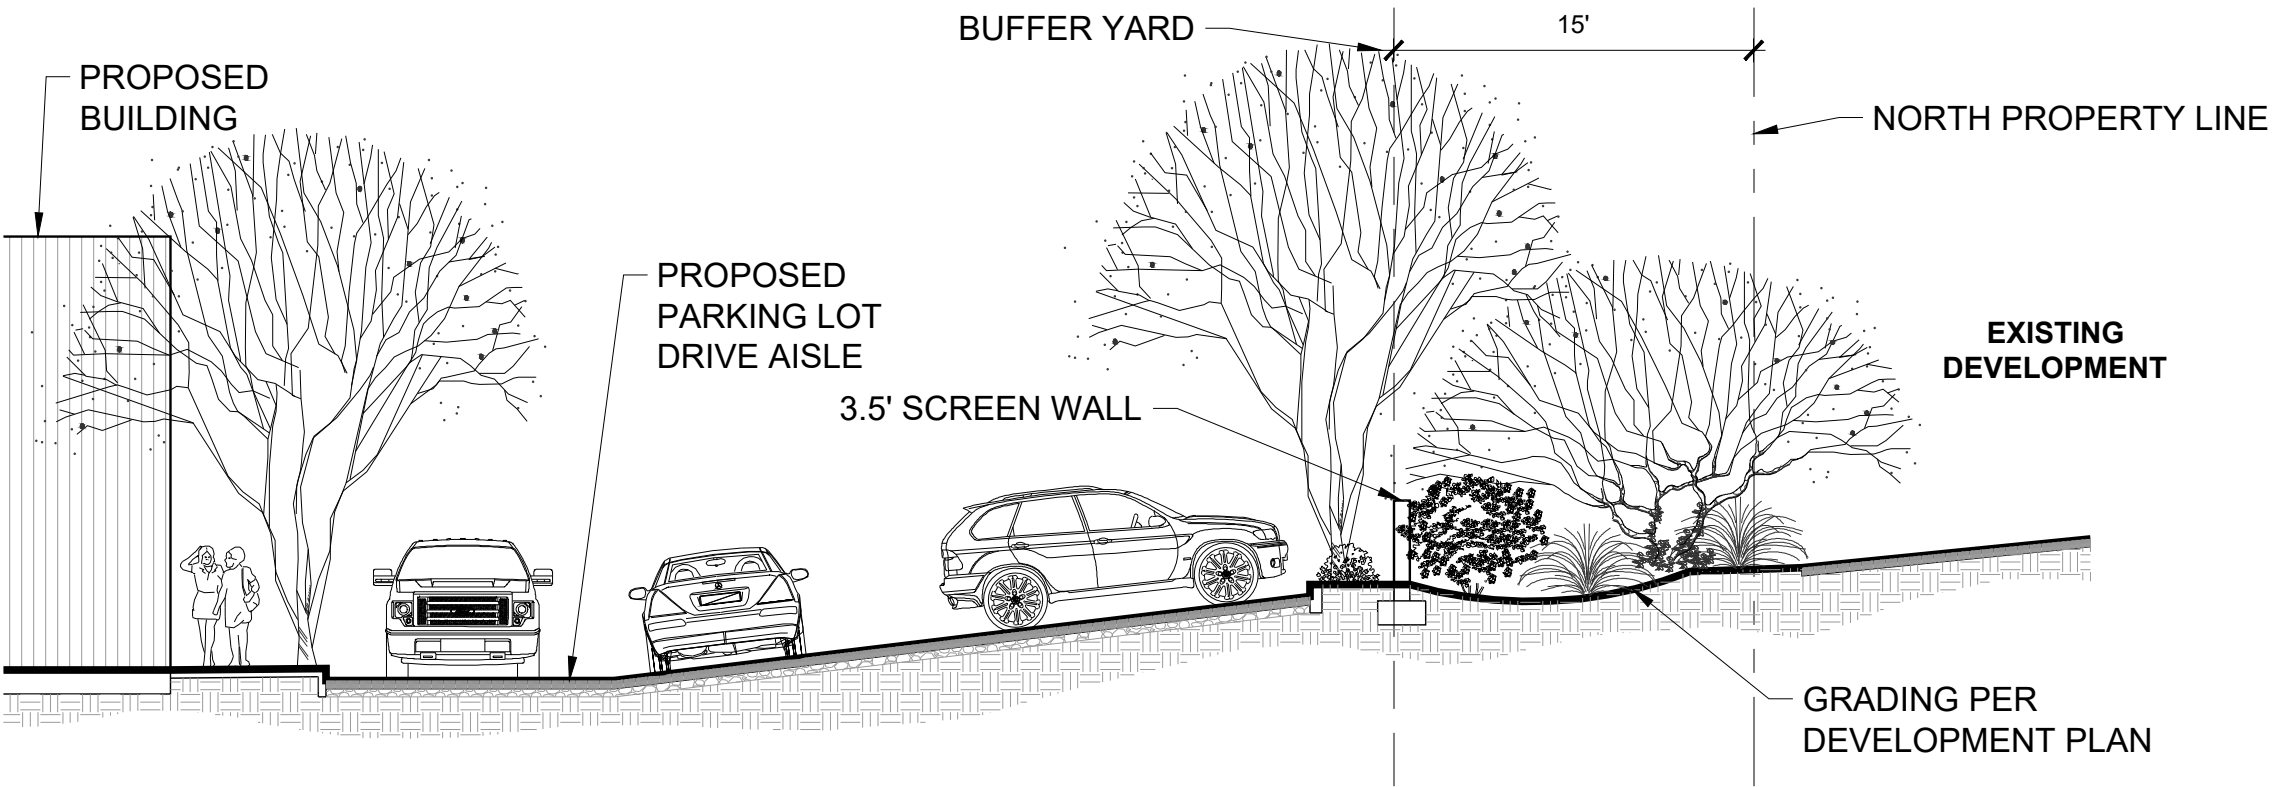 BUFFER YARD
15'
PROPOSED
BUILDING
NORTH PROPERTY LINE
PROPOSED
PARKING LOT
DRIVE AISLE
EXISTING
DEVELOPMENT
3.5' SCREEN WALL
GRADING PER
DEVELOPMENT PLAN